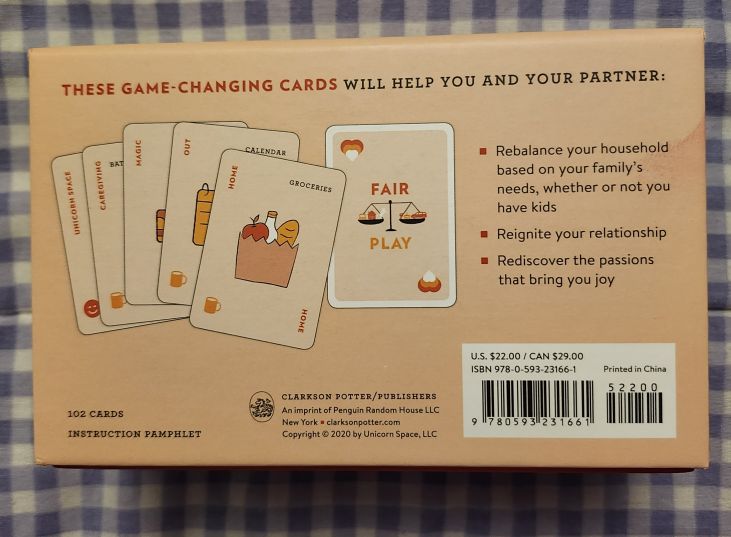 THESE GAME-CHANGING CARDS WILL HELP YOU AND YOUR PARTNER:
UNICORN SPACE
CAREGIVING
BAT
MAGIC
OUT
CALENDAR
HOME
GROCERIES
HOME
FAIR
PLAY
Rebalance your household
based on your family's
needs, whether or not you
have kids
Reignite your relationship
Rediscover the passions
that bring you joy
102 CARDS
INSTRUCTION PAMPHLET
CLARKSON POTTER/PUBLISHERS
An imprint of Penguin Random House LLC
New York ▪ clarksonpotter.com
Copyright © 2020 by Unicorn Space, LLC
U.S. $22.00 / CAN $29.00
ISBN 978-0-593-23166-1
Printed in China
52200
9 780593 231661